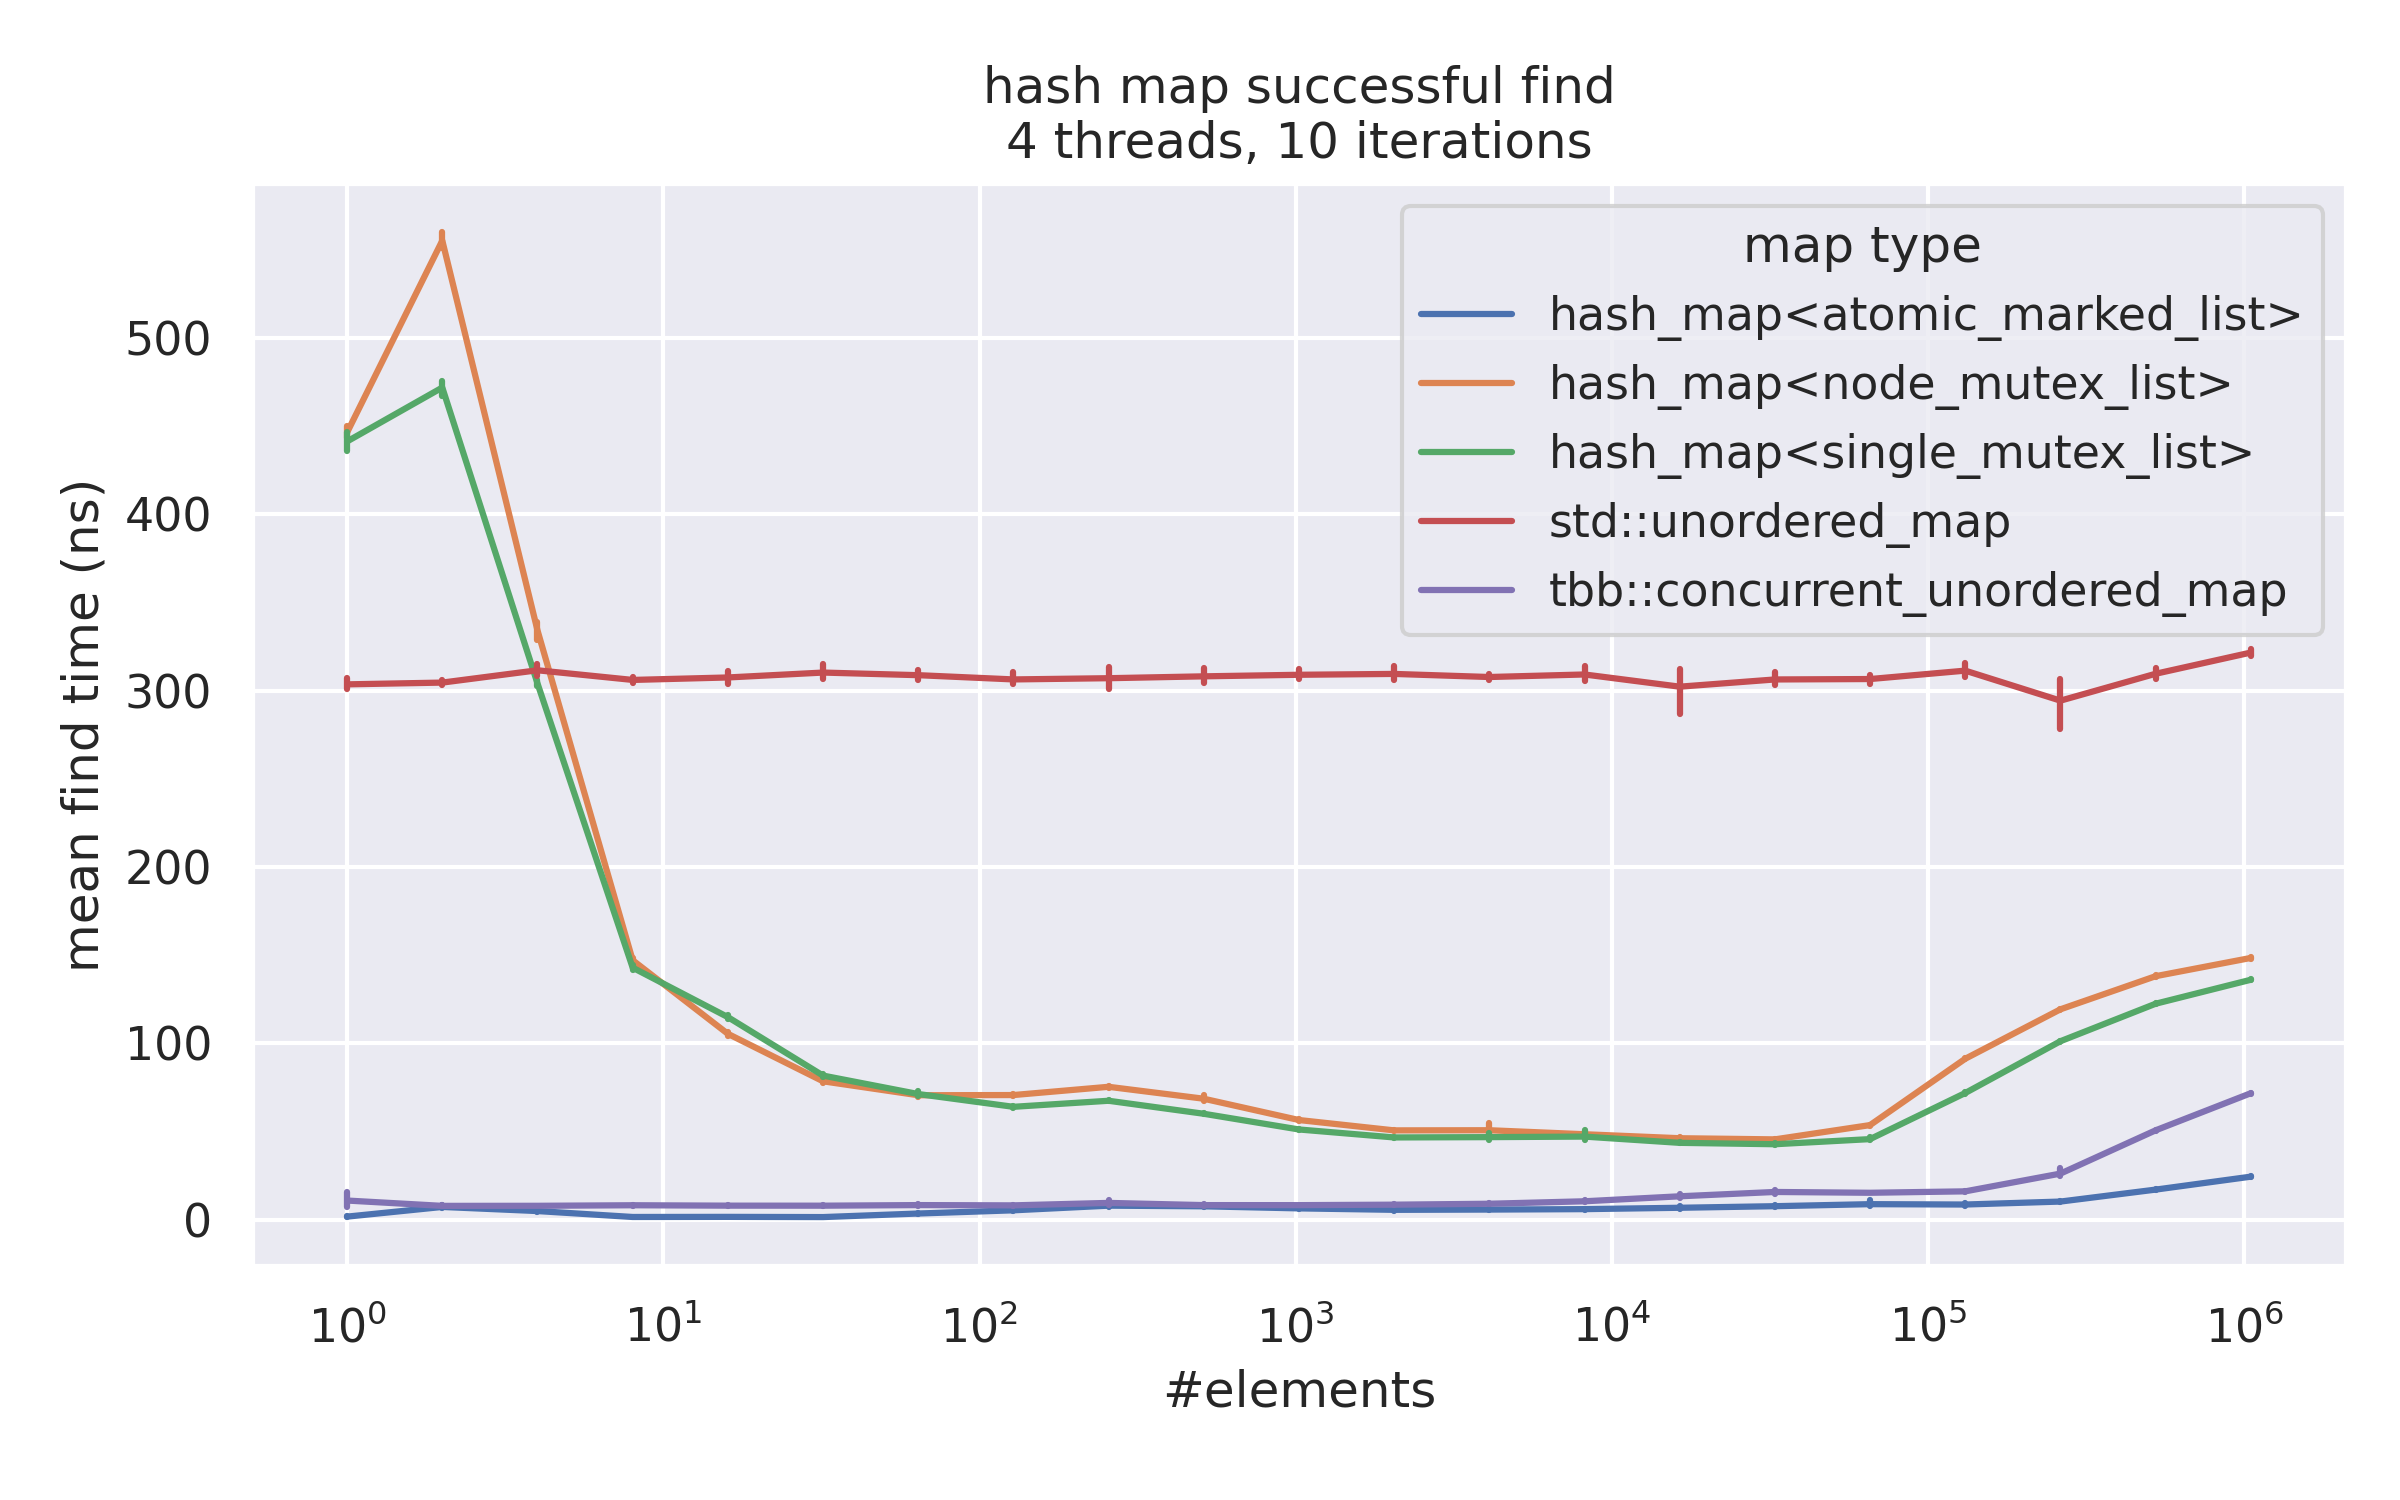 hash map successful find
4 threads, 10 iterations
map type
hash_map<atomic_marked_list>
hash_map<node_mutex_list>
hash_map<single_mutex_list>
std::unordered_map
tbb::concurrent_unordered_map
mean find time (ns)
500
400
300
200
100
0
10⁰ 10¹ 10² 10³ 10⁴ 10⁵ 10⁶
#elements